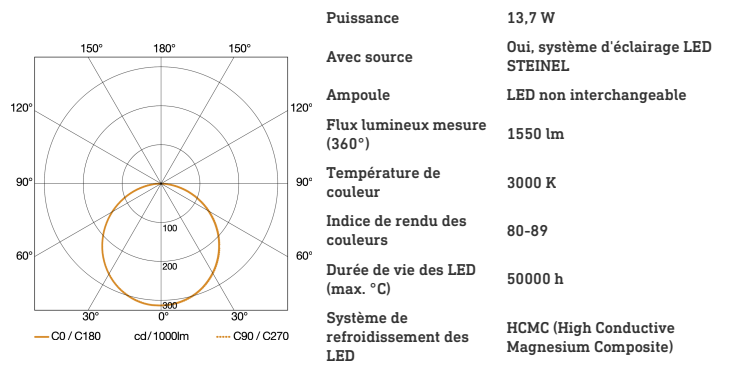 150° 180° 150°
120° 120°
90° 90°
100
60° 60°
200
300
30° 0° 30°
C0 / C180 cd/1000lm C90 / C270
Puissance 13,7 W
Avec source Oui, système d'éclairage LED
STEINEL
Ampoule LED non interchangeable
Flux lumineux mesure
(360°) 1550 lm
Température de
couleur 3000 K
Indice de rendu des
couleurs 80-89
Durée de vie des LED
(max. °C) 50000 h
Système de
refroidissement des
LED
HCMC (High Conductive
Magnesium Composite)